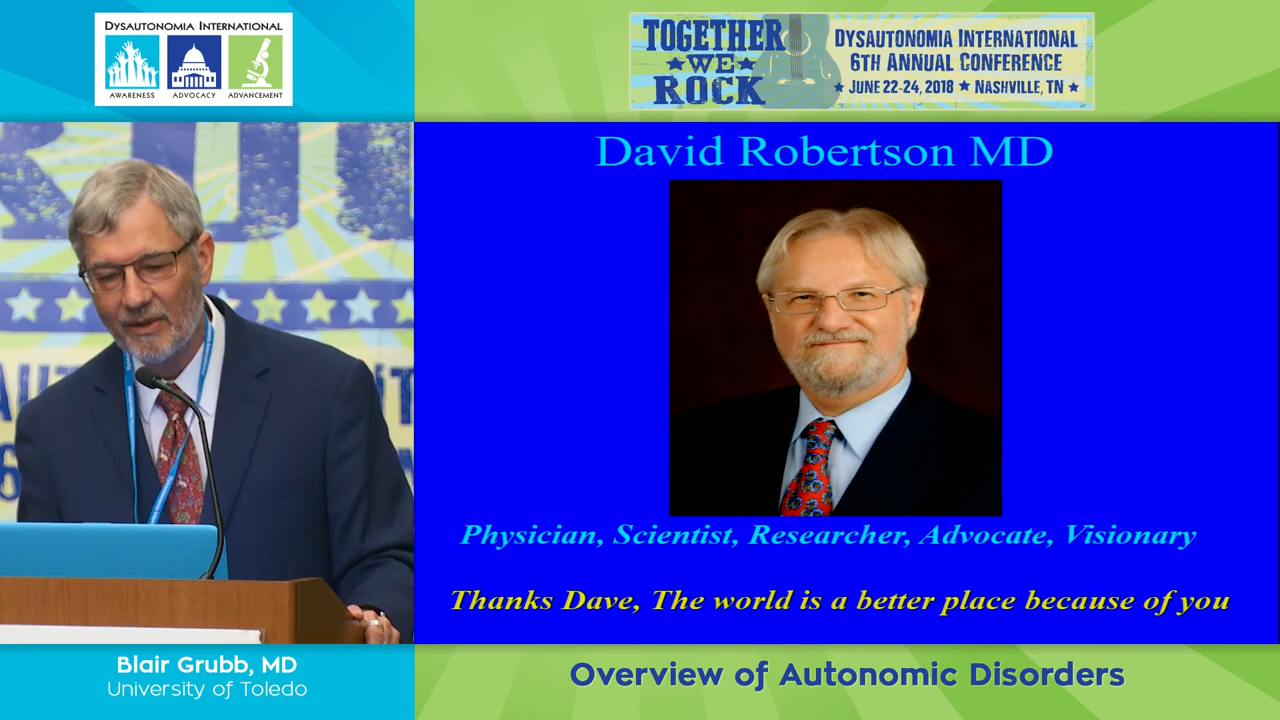 DYSAUTONOMIA INTERNATIONAL
AWARENESS
ADVOCACY
ADVANCEMENT
TOGETHER
WE
ROCK
DYSAUTONOMIA INTERNATIONAL
6TH ANNUAL CONFERENCE
JUNE 22-24, 2018 ★ NASHVILLE, TN
David Robertson MD
Physician, Scientist, Researcher, Advocate, Visionary
Thanks Dave, The world is a better place because of you
Blair Grubb, MD
University of Toledo
Overview of Autonomic Disorders